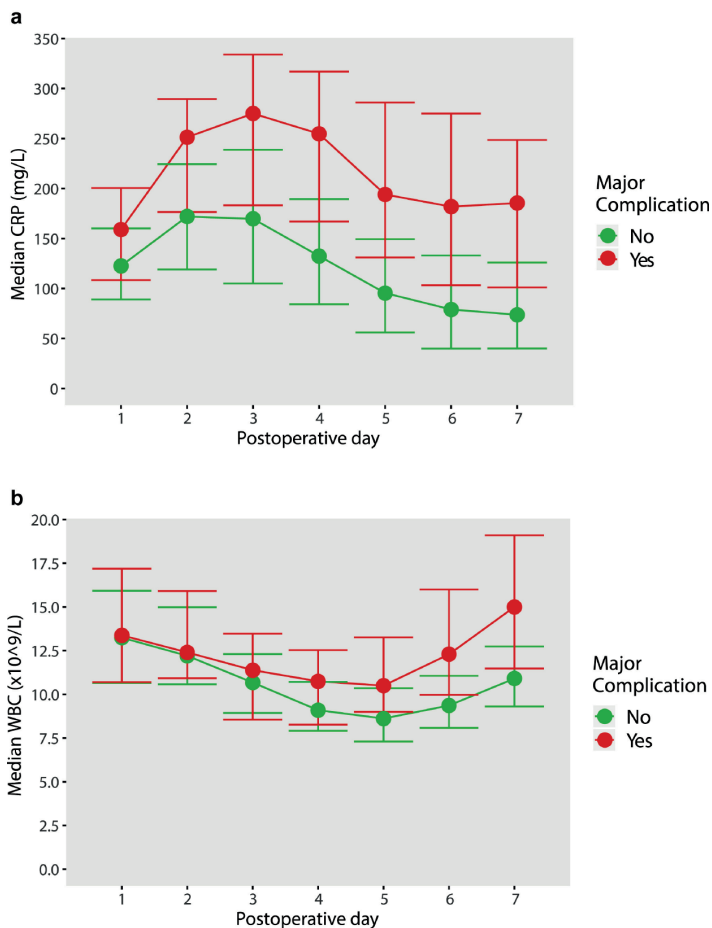 a
350
300
250
200
150
100
50
0
Median CRP (mg/L)
1 2 3 4 5 6 7
Postoperative day
Major
Complication
No
Yes
b
20.0
17.5
15.0
12.5
10.0
7.5
5.0
2.5
0.0
Median WBC (x10^9/L)
1 2 3 4 5 6 7
Postoperative day
Major
Complication
No
Yes